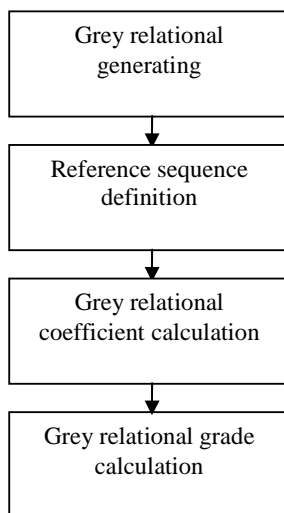 Grey relational
generating
Reference sequence
definition
Grey relational
coefficient calculation
Grey relational grade
calculation